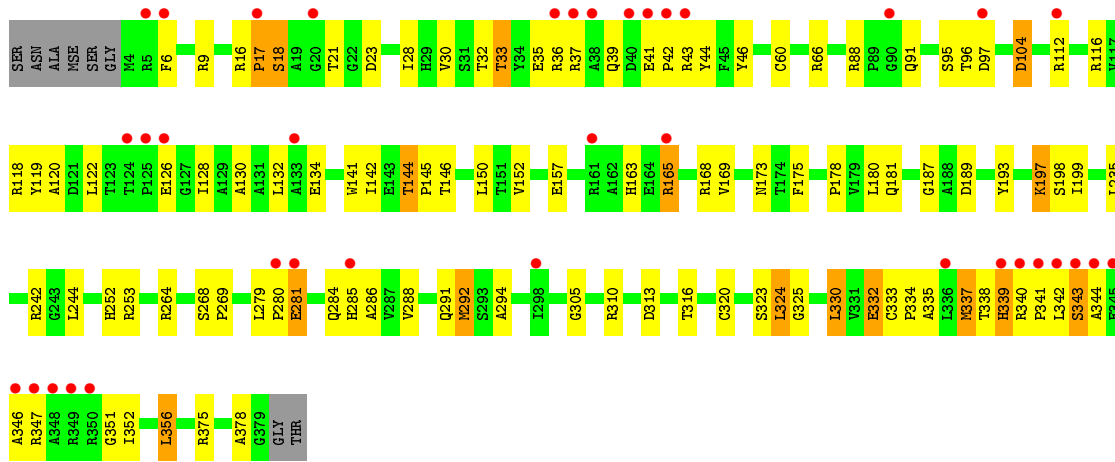 SER ASN ALA MSE SER GLY M4 R5 F6 R9 R16 P17 S18 A19 G20 T21 G22 D23 I28 H29 V30 S31 T32 T33 Y34 E35 R36 R37 A38 Q39 D40 E41 P42 R43 Y44 F45 Y46 C60 R66 R88 P89 G90 Q91 S95 T96 D97 D104 R112 R116 V117
R118 Y119 A120 D121 L122 T123 T124 P125 E126 G127 I128 A129 A130 A131 L132 A133 E134 W141 I142 E143 T144 P145 T146 L150 T151 V152 E157 R161 A162 H163 E164 R165 R168 V169 N173 T174 F175 P178 V179 L180 Q181 G187 A188 D189 Y193 K197 S198 I199
R242 G243 L244 H252 R253 R264 S268 P269 L279 P280 E281 Q284 H285 A286 V287 V288 Q291 M292 S293 A294 I298 G305 R310 D313 T316 C320 S323 L324 G325 L330 V331 E332 C333 P334 A335 L336 M337 T338 H339 R340 P341 L342 S343 A344
A346 R347 A348 R349 R350 G351 I352 L356 R375 A378 G379 GLY THR